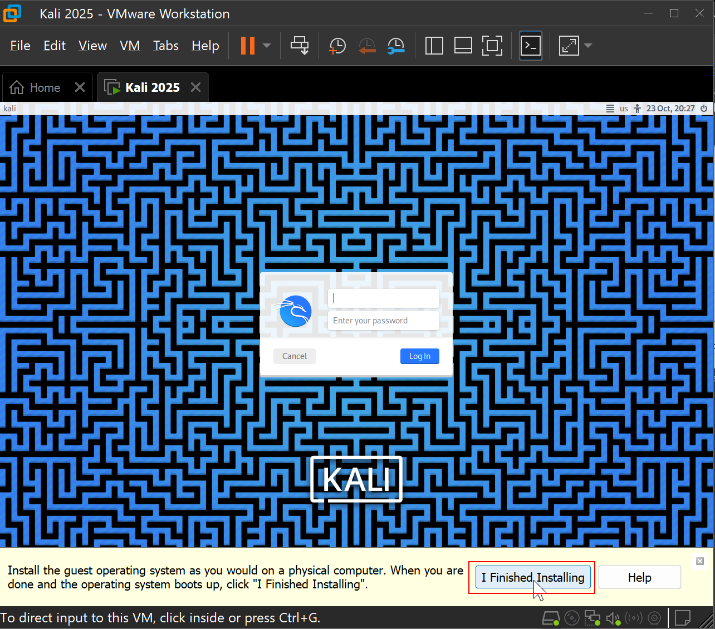 Kali 2025 - VMware Workstation
File Edit View VM Tabs Help
Home Kali 2025
kali us 23 Oct, 20:27
Enter your password
Cancel Log In
KALI
Install the guest operating system as you would on a physical computer. When you are
done and the operating system boots up, click "I Finished Installing".
I Finished Installing Help
To direct input to this VM, click inside or press Ctrl+G.